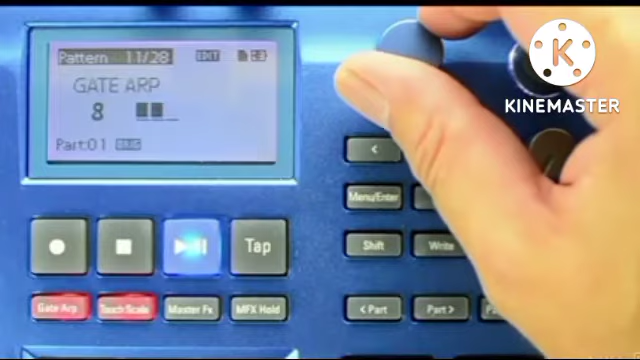 Pattern 11/28 EXIT
GATE ARP
8
Part:01
K
KINEMASTER
<
Menu/Enter
Tap
Shift
Write
Gate Arp
Touch Scale
Master Fx
MFX Hold
< Part
Part >